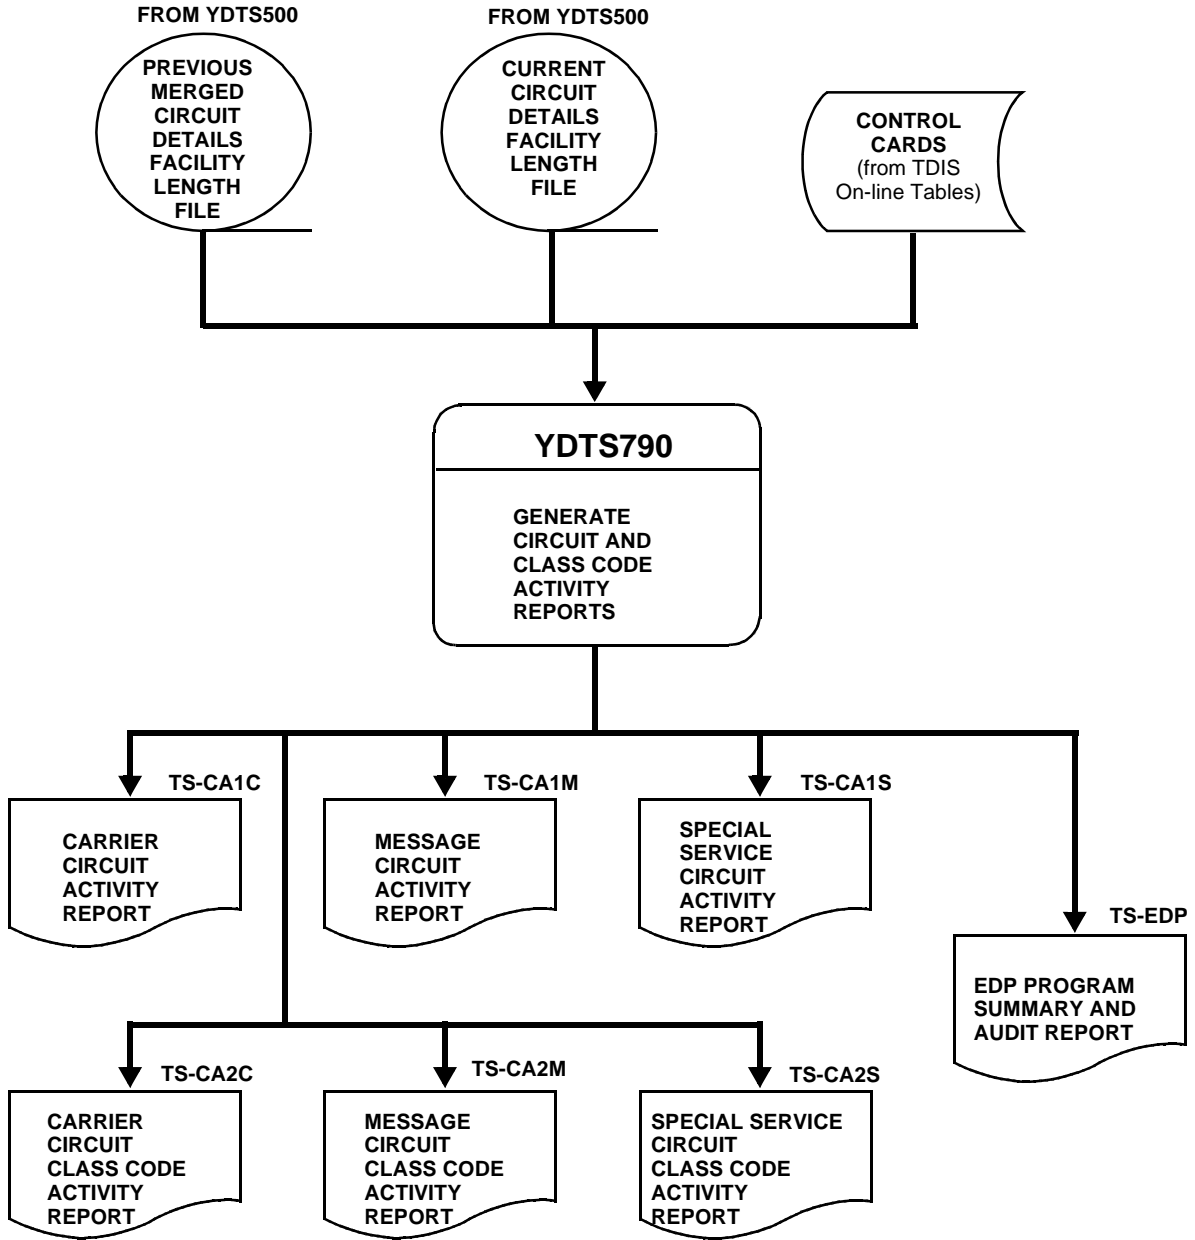 FROM YDTS500
PREVIOUS
MERGED
CIRCUIT
DETAILS
FACILITY
LENGTH
FILE
FROM YDTS500
CURRENT
CIRCUIT
DETAILS
FACILITY
LENGTH
FILE
CONTROL
CARDS
(from TDIS
On-line Tables)
YDTS790
GENERATE
CIRCUIT AND
CLASS CODE
ACTIVITY
REPORTS
TS-CA1C
CARRIER
CIRCUIT
ACTIVITY
REPORT
TS-CA1M
MESSAGE
CIRCUIT
ACTIVITY
REPORT
TS-CA1S
SPECIAL
SERVICE
CIRCUIT
ACTIVITY
REPORT
TS-EDP
EDP PROGRAM
SUMMARY AND
AUDIT REPORT
TS-CA2C
CARRIER
CIRCUIT
CLASS CODE
ACTIVITY
REPORT
TS-CA2M
MESSAGE
CIRCUIT
CLASS CODE
ACTIVITY
REPORT
TS-CA2S
SPECIAL SERVICE
CIRCUIT
CLASS CODE
ACTIVITY
REPORT